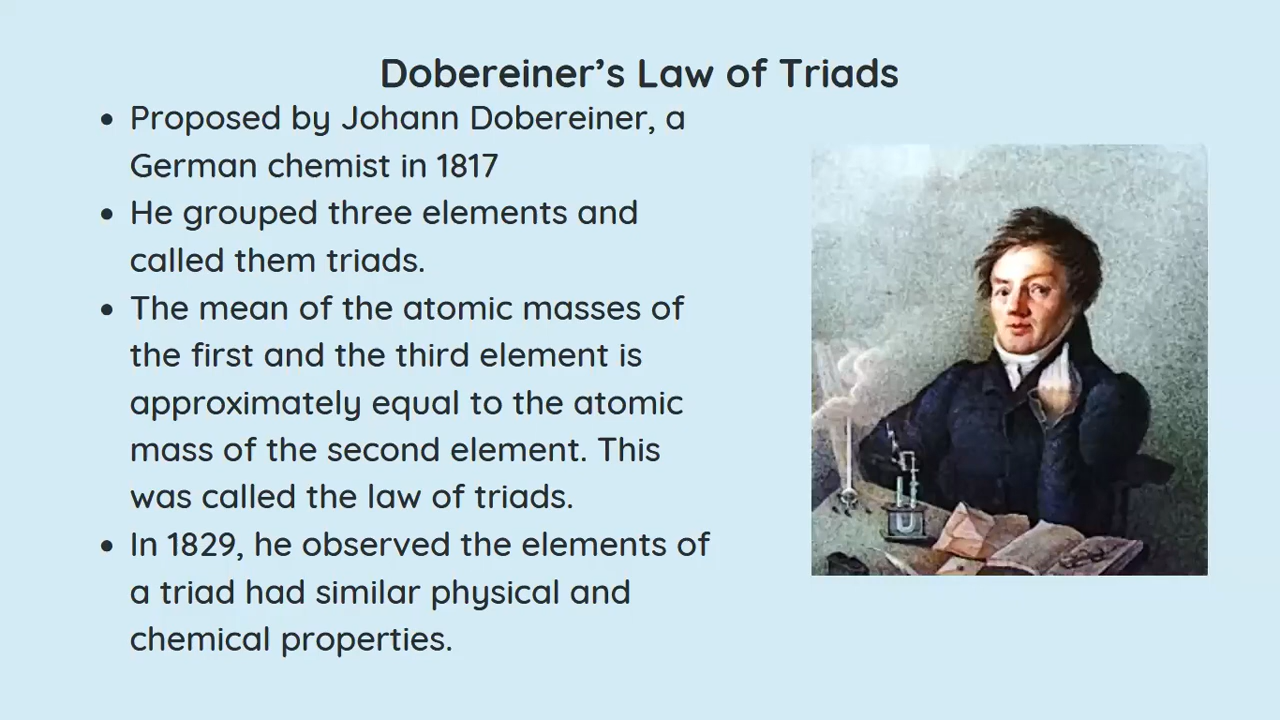 Dobereiner’s Law of Triads
• Proposed by Johann Dobereiner, a
German chemist in 1817
• He grouped three elements and
called them triads.
• The mean of the atomic masses of
the first and the third element is
approximately equal to the atomic
mass of the second element. This
was called the law of triads.
• In 1829, he observed the elements of
a triad had similar physical and
chemical properties.